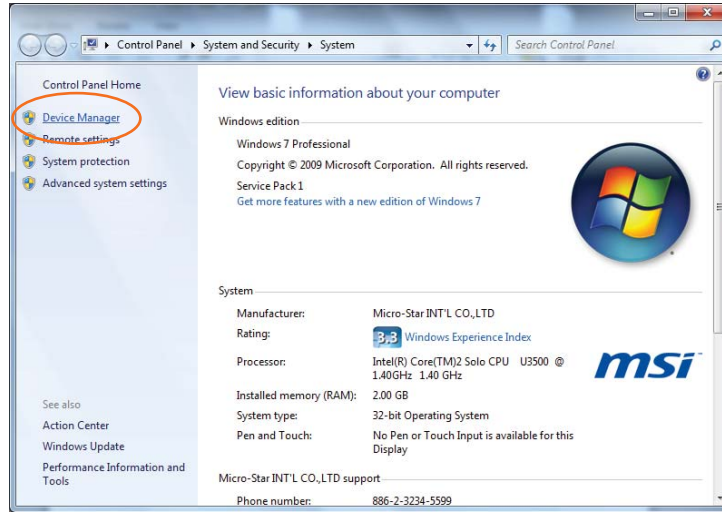 Control Panel ▸ System and Security ▸ System
Search Control Panel
Control Panel Home
Device Manager
Remote settings
System protection
Advanced system settings
See also
Action Center
Windows Update
Performance Information and
Tools
View basic information about your computer
Windows edition
Windows 7 Professional
Copyright © 2009 Microsoft Corporation. All rights reserved.
Service Pack 1
Get more features with a new edition of Windows 7
System
Manufacturer: Micro-Star INT'L CO.,LTD
Rating: 3.3 Windows Experience Index
Processor: Intel(R) Core(TM)2 Solo CPU U3500 @
1.40GHz 1.40 GHz
Installed memory (RAM): 2.00 GB
System type: 32-bit Operating System
Pen and Touch: No Pen or Touch Input is available for this
Display
msi
Micro-Star INT'L CO.,LTD support
Phone number: 886-2-3234-5599